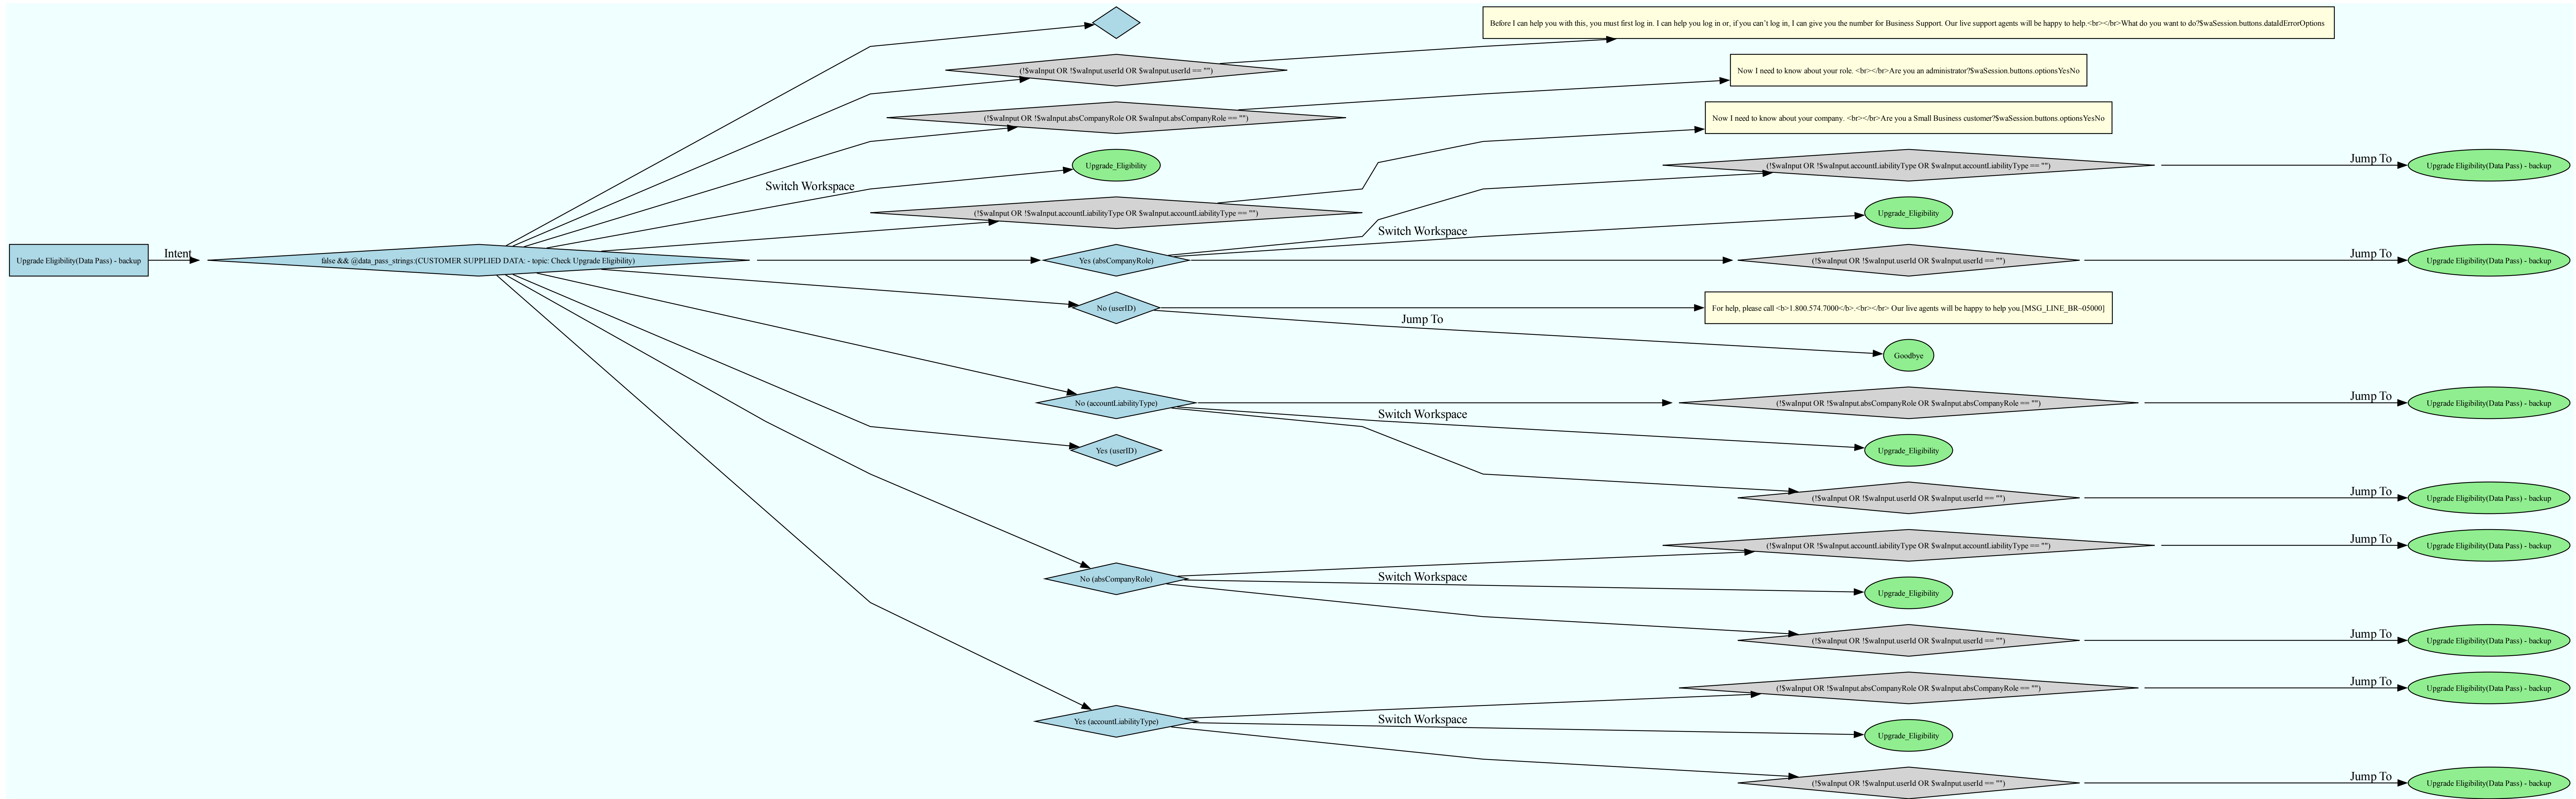 Before I can help you with this, you must first log in. I can help you log in or, if you can't log in, I can give you the number for Business Support. Our live support agents will be happy to help.<br></br>What do you want to do?$waSession.buttons.dataIdErrorOptions
(!$waInput OR !$waInput.userId OR $waInput.userId == "")
Now I need to know about your role. <br></br>Are you an administrator?$waSession.buttons.optionsYesNo
(!$waInput OR !$waInput.absCompanyRole OR $waInput.absCompanyRole == "")
Now I need to know about your company. <br></br>Are you a Small Business customer?$waSession.buttons.optionsYesNo
Upgrade_Eligibility
(!$waInput OR !$waInput.accountLiabilityType OR $waInput.accountLiabilityType == "")
Jump To
Upgrade Eligibility(Data Pass) - backup
Switch Workspace
(!$waInput OR !$waInput.accountLiabilityType OR $waInput.accountLiabilityType == "")
Upgrade_Eligibility
Switch Workspace
Upgrade Eligibility(Data Pass) - backup
Intent
false && @data_pass_strings:(CUSTOMER SUPPLIED DATA: - topic: Check Upgrade Eligibility)
Yes (absCompanyRole)
(!$waInput OR !$waInput.userId OR $waInput.userId == "")
Jump To
Upgrade Eligibility(Data Pass) - backup
No (userID)
For help, please call <b>1.800.574.7000</b>.<br></br> Our live agents will be happy to help you.[MSG_LINE_BR~05000]
Jump To
Goodbye
No (accountLiabilityType)
(!$waInput OR !$waInput.absCompanyRole OR $waInput.absCompanyRole == "")
Jump To
Upgrade Eligibility(Data Pass) - backup
Switch Workspace
Yes (userID)
Upgrade_Eligibility
(!$waInput OR !$waInput.userId OR $waInput.userId == "")
Jump To
Upgrade Eligibility(Data Pass) - backup
(!$waInput OR !$waInput.accountLiabilityType OR $waInput.accountLiabilityType == "")
Jump To
Upgrade Eligibility(Data Pass) - backup
No (absCompanyRole)
Switch Workspace
Upgrade_Eligibility
(!$waInput OR !$waInput.userId OR $waInput.userId == "")
Jump To
Upgrade Eligibility(Data Pass) - backup
(!$waInput OR !$waInput.absCompanyRole OR $waInput.absCompanyRole == "")
Jump To
Upgrade Eligibility(Data Pass) - backup
Yes (accountLiabilityType)
Switch Workspace
Upgrade_Eligibility
(!$waInput OR !$waInput.userId OR $waInput.userId == "")
Jump To
Upgrade Eligibility(Data Pass) - backup